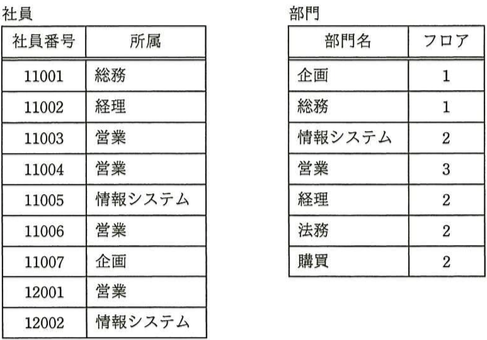 社員
社員番号 所属
11001 総務
11002 経理
11003 営業
11004 営業
11005 情報システム
11006 営業
11007 企画
12001 営業
12002 情報システム
部門
部門名 フロア
企画 1
総務 1
情報システム 2
営業 3
経理 2
法務 2
購買 2